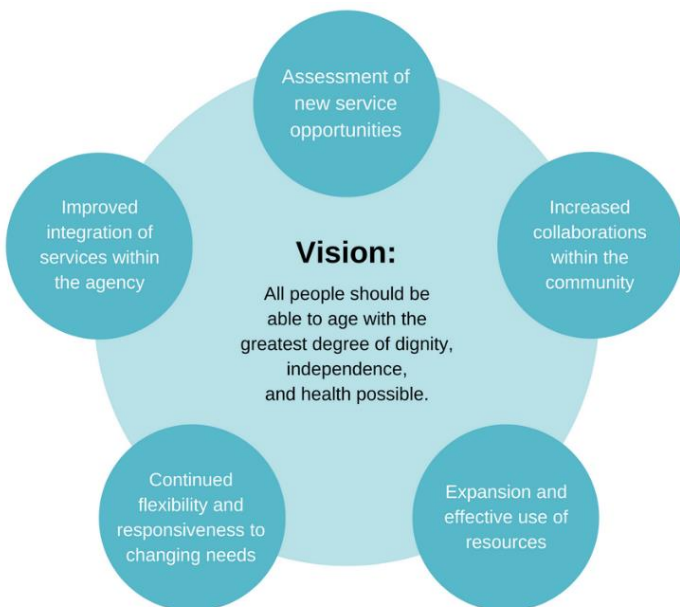 Assessment of
new service
opportunities
Improved
integration of
services within
the agency
Increased
collaborations
within the
community
Vision:
All people should be
able to age with the
greatest degree of dignity,
independence,
and health possible.
Continued
flexibility and
responsiveness to
changing needs
Expansion and
effective use of
resources